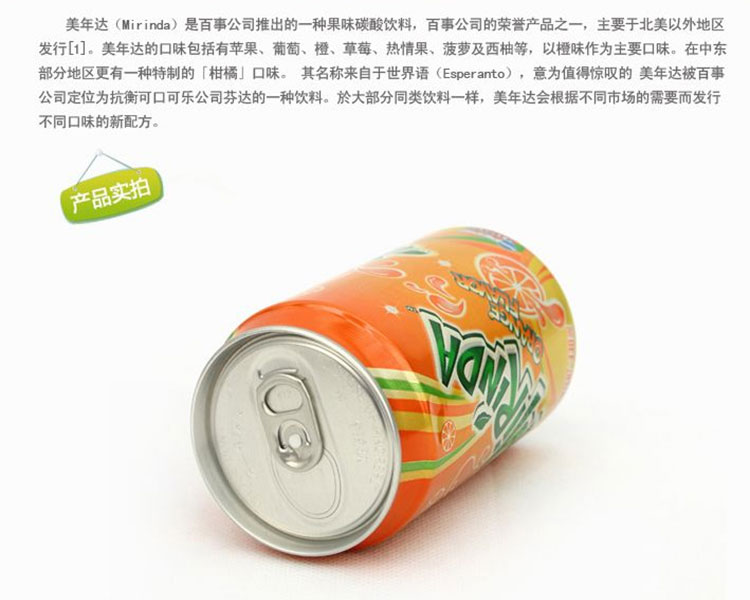 美年达（Mirinda）是百事公司推出的一种果味碳酸饮料，百事公司的荣誉产品之一，主要于北美以外地区
发行[1]。美年达的口味包括有苹果、葡萄、橙、草莓、热情果、菠萝及西柚等，以橙味作为主要口味。在中东
部分地区更有一种特制的「柑橘」口味。 其名称来自于世界语（Esperanto），意为值得惊叹的 美年达被百事
公司定位为抗衡可口可乐公司芬达的一种饮料。於大部分同类饮料一样，美年达会根据不同市场的需要而发行
不同口味的新配方。
产品实拍
MIRINDA
ORANGE
FLAVOR